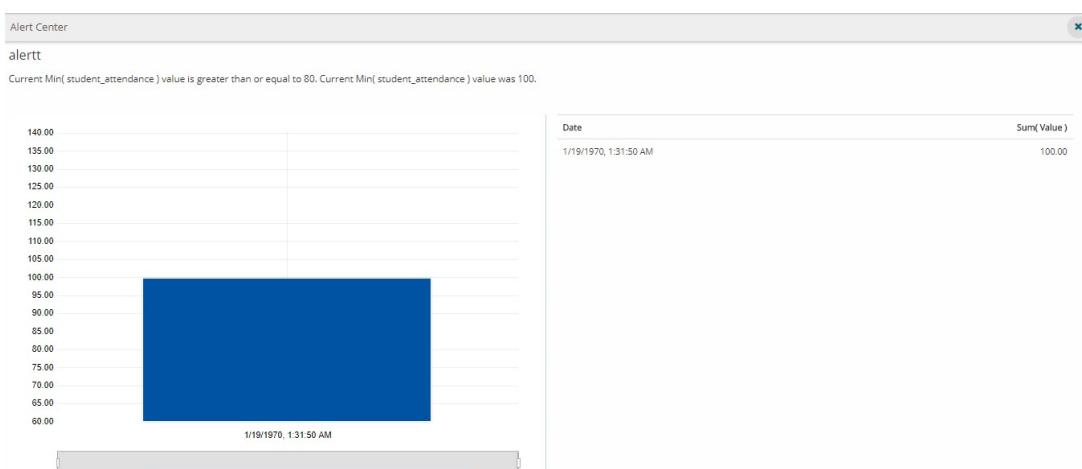 Alert Center
alertt
Current Min( student_attendance ) value is greater than or equal to 80. Current Min( student_attendance ) value was 100.
140.00
135.00
130.00
125.00
120.00
115.00
110.00
105.00
100.00
95.00
90.00
85.00
80.00
75.00
70.00
65.00
60.00
1/19/1970, 1:31:50 AM
Date Sum( Value )
1/19/1970, 1:31:50 AM 100.00